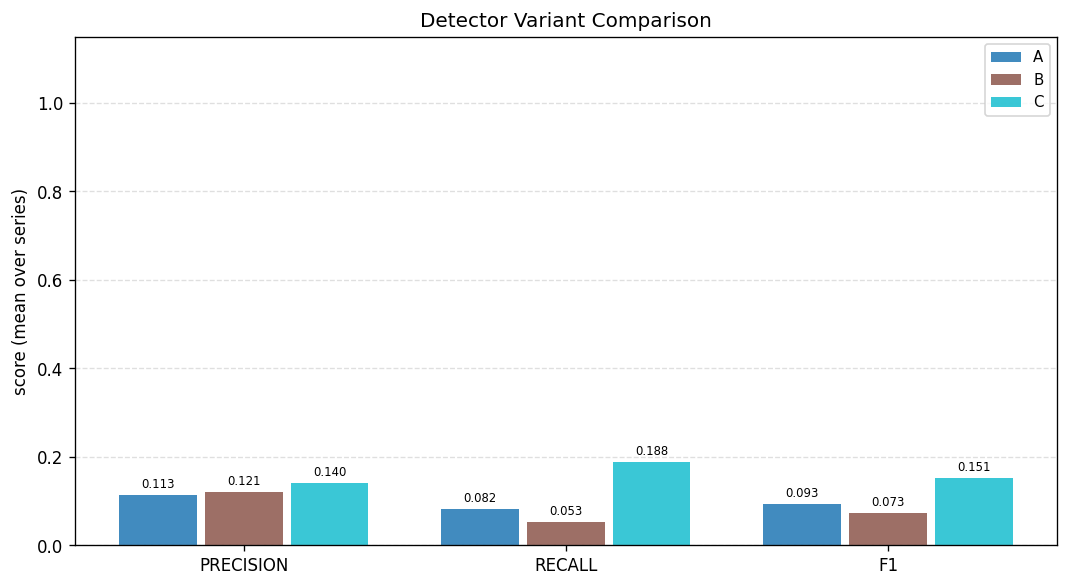 Detector Variant Comparison
A
B
C
score (mean over series)
1.0
0.8
0.6
0.4
0.2
0.0
0.113
0.121
0.140
0.082
0.053
0.188
0.093
0.073
0.151
PRECISION
RECALL
F1